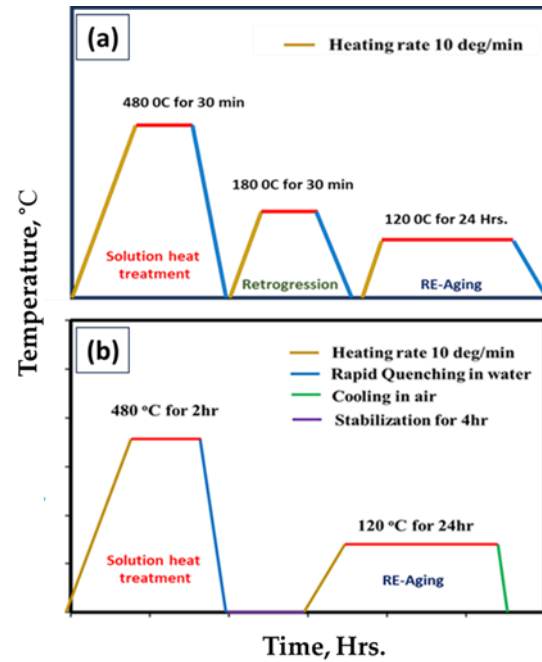 (a)
Heating rate 10 deg/min
480 0C for 30 min
180 0C for 30 min
120 0C for 24 Hrs.
Solution heat
treatment
Retrogression
RE-Aging
Temperature, °C
(b)
Heating rate 10 deg/min
Rapid Quenching in water
Cooling in air
Stabilization for 4hr
480 °C for 2hr
120 °C for 24hr
Solution heat
treatment
RE-Aging
Time, Hrs.